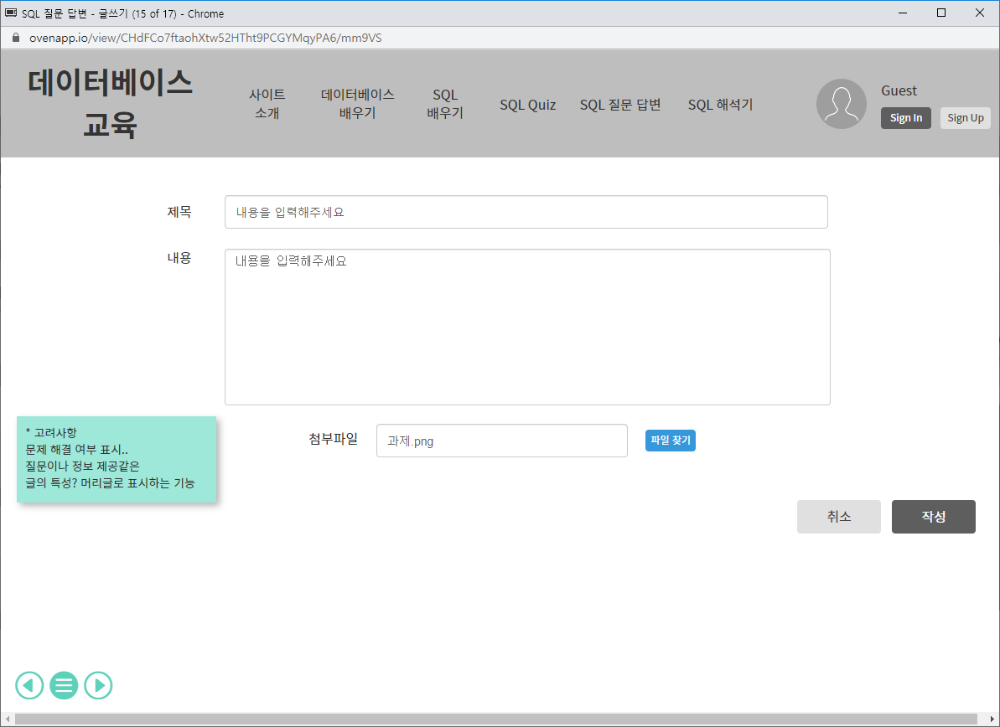 SQL 질문 답변 - 글쓰기 (15 of 17) - Chrome
ovenapp.io/view/CHdFCo7ftaohXtw52HTht9PCGYMqyPA6/mm9VS
데이터베이스
교육
사이트
소개
데이터베이스
배우기
SQL
배우기
SQL Quiz
SQL 질문 답변
SQL 해석기
Guest
Sign In
Sign Up
제목
내용을 입력해주세요
내용
내용을 입력해주세요
* 고려사항
문제 해결 여부 표시..
질문이나 정보 제공같은
글의 특성? 머리글로 표시하는 기능
첨부파일
과제.png
파일 찾기
취소
작성